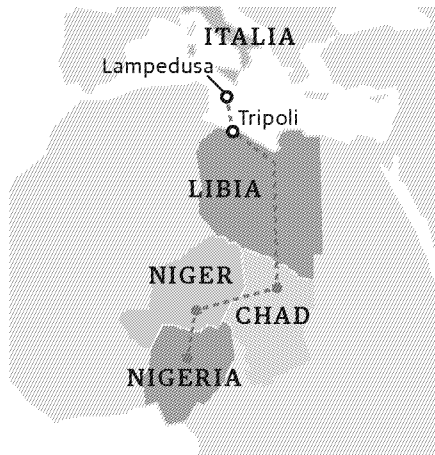 ITALIA
Lampedusa
Tripoli
LIBIA
NIGER
CHAD
NIGERIA